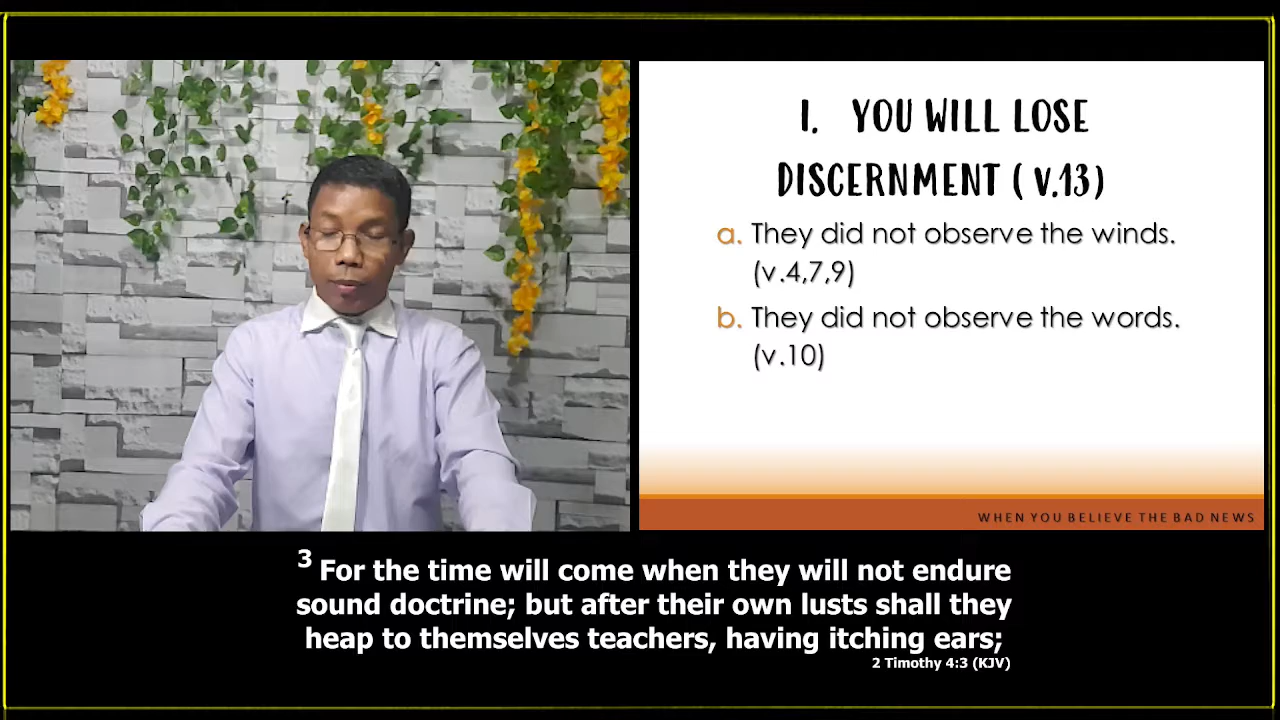 I. YOU WILL LOSE
DISCERNMENT ( V.13)
a. They did not observe the winds.
(v.4,7,9)
b. They did not observe the words.
(v.10)
WHEN YOU BELIEVE THE BAD NEWS
3 For the time will come when they will not endure
sound doctrine; but after their own lusts shall they
heap to themselves teachers, having itching ears;
2 Timothy 4:3 (KJV)